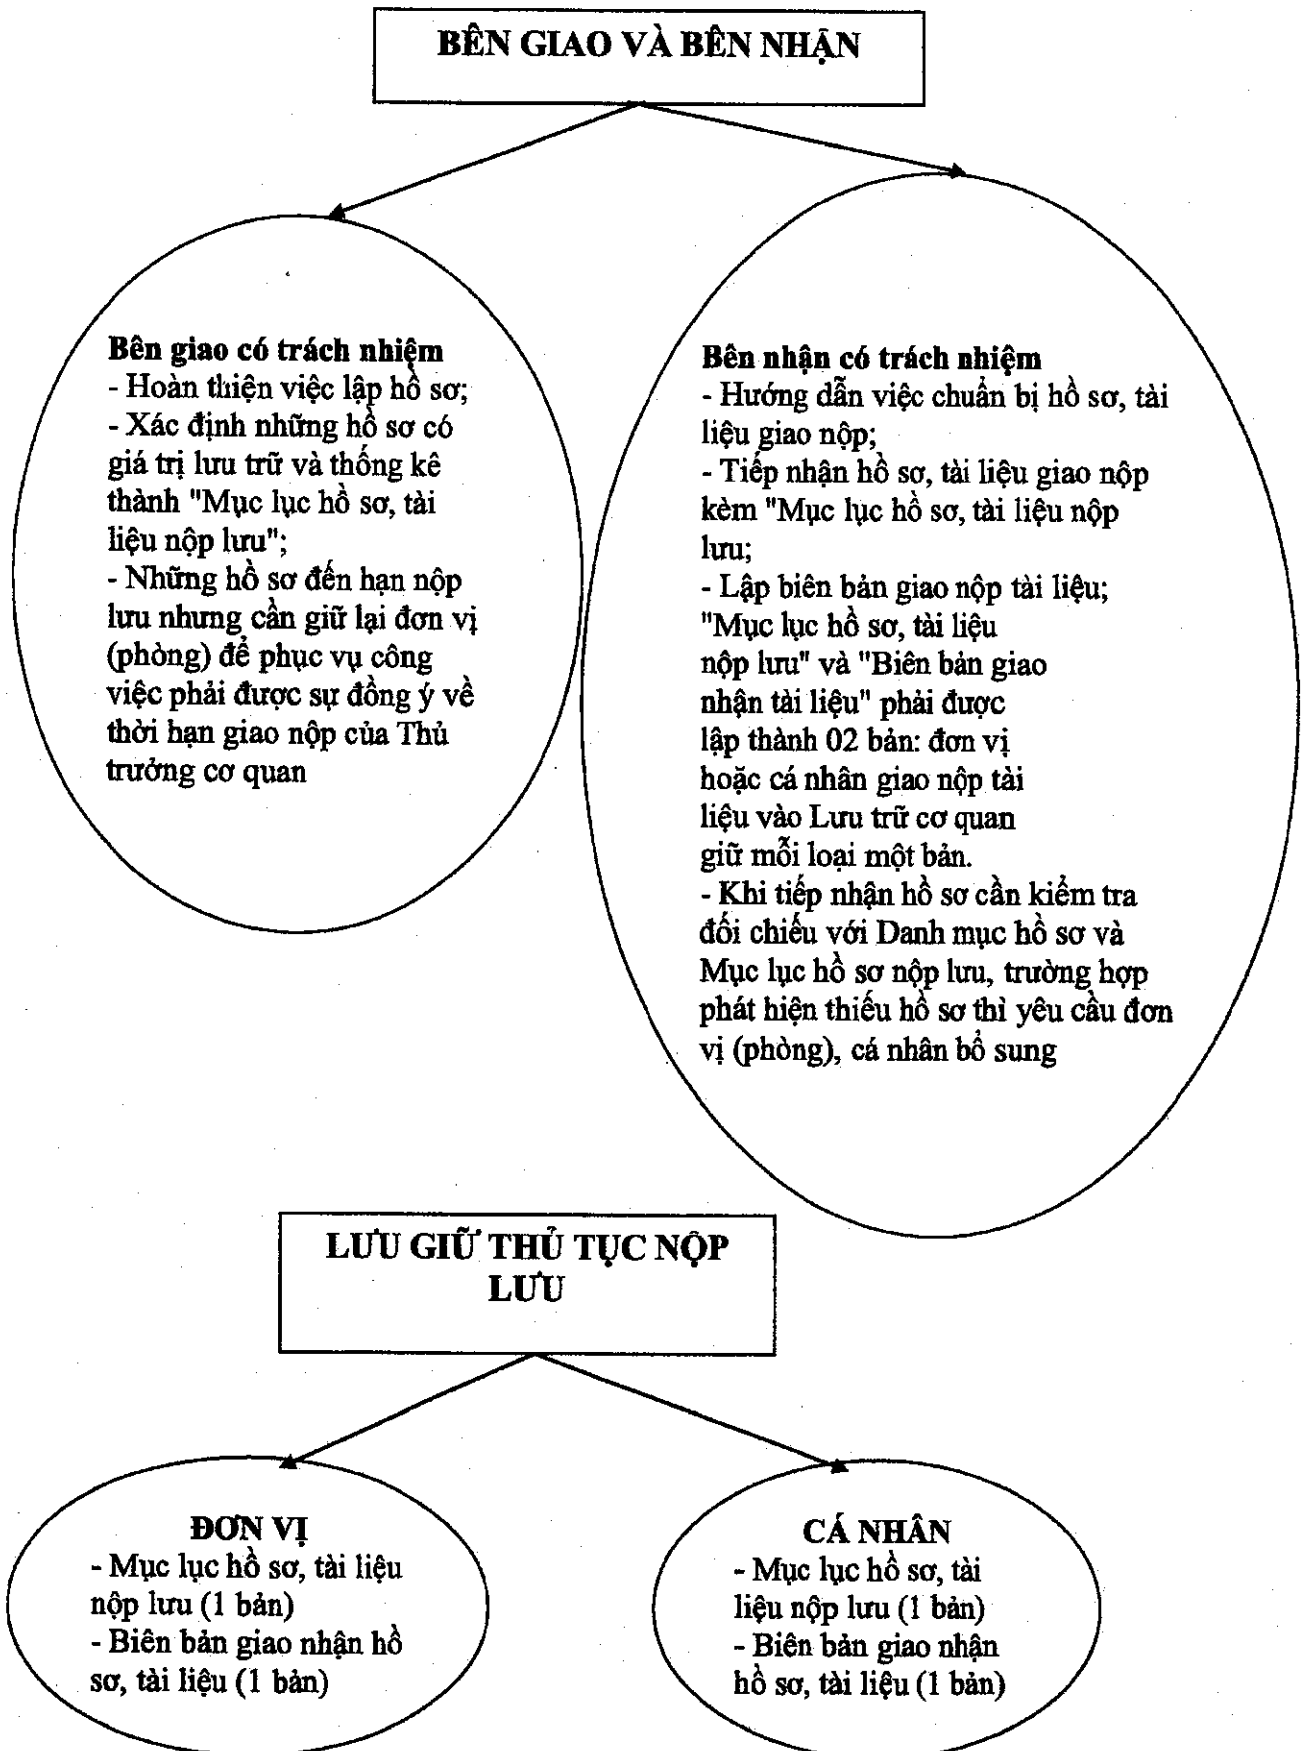 BÊN GIAO VÀ BÊN NHẬN
Bên giao có trách nhiệm
- Hoàn thiện việc lập hồ sơ;
- Xác định những hồ sơ có
giá trị lưu trữ và thống kê
thành "Mục lục hồ sơ, tài
liệu nộp lưu";
- Những hồ sơ đến hạn nộp
lưu nhưng cần giữ lại đơn vị
(phòng) để phục vụ công
việc phải được sự đồng ý về
thời hạn giao nộp của Thủ
trưởng cơ quan
Bên nhận có trách nhiệm
- Hướng dẫn việc chuẩn bị hồ sơ, tài
liệu giao nộp;
- Tiếp nhận hồ sơ, tài liệu giao nộp
kèm "Mục lục hồ sơ, tài liệu nộp
lưu;
- Lập biên bản giao nộp tài liệu;
"Mục lục hồ sơ, tài liệu
nộp lưu" và "Biên bản giao
nhận tài liệu" phải được
lập thành 02 bản: đơn vị
hoặc cá nhân giao nộp tài
liệu vào Lưu trữ cơ quan
giữ mỗi loại một bản.
- Khi tiếp nhận hồ sơ cần kiểm tra
đối chiếu với Danh mục hồ sơ và
Mục lục hồ sơ nộp lưu, trường hợp
phát hiện thiếu hồ sơ thì yêu cầu đơn
vị (phòng), cá nhân bổ sung
LƯU GIỮ THỦ TỤC NỘP
LƯU
ĐƠN VỊ
- Mục lục hồ sơ, tài liệu
nộp lưu (1 bản)
- Biên bản giao nhận hồ
sơ, tài liệu (1 bản)
CÁ NHÂN
- Mục lục hồ sơ, tài
liệu nộp lưu (1 bản)
- Biên bản giao nhận
hồ sơ, tài liệu (1 bản)